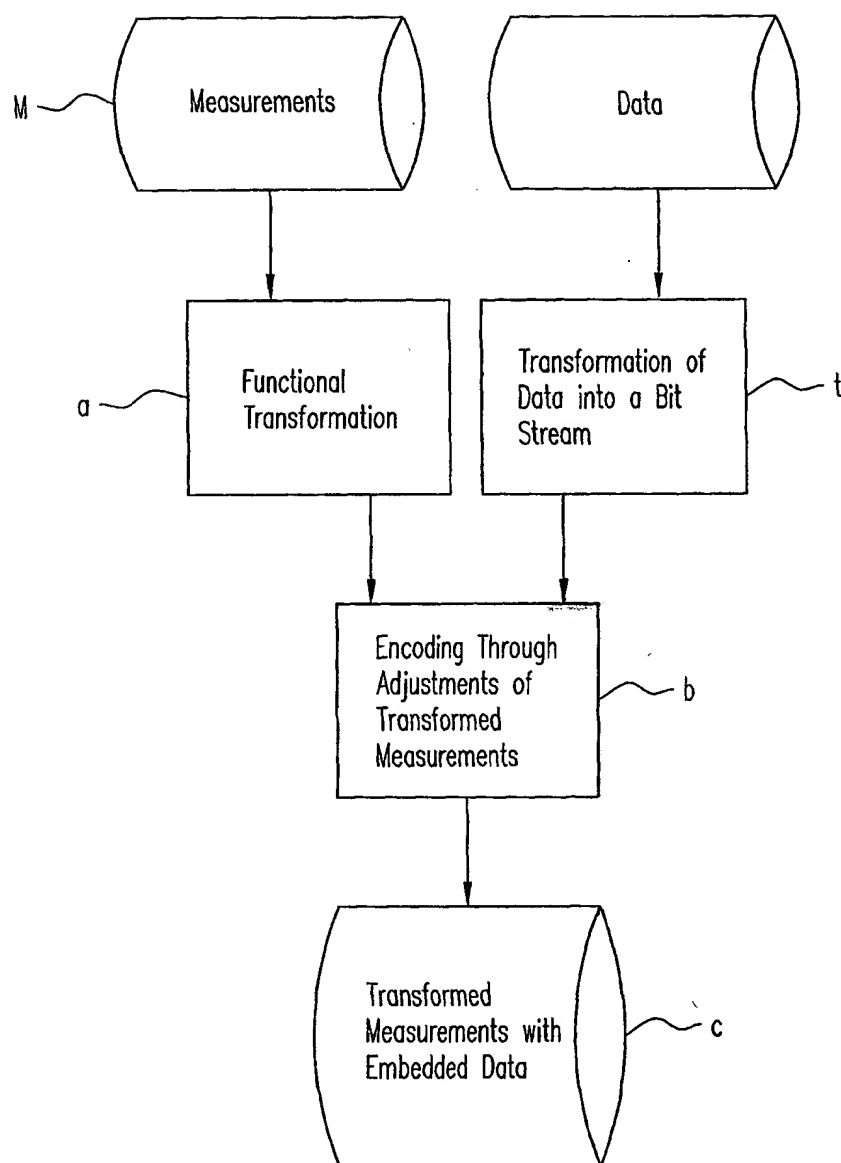 M
Measurements
Data
a
Functional
Transformation
Transformation of
Data into a Bit
Stream
t
Encoding Through
Adjustments of
Transformed
Measurements
b
Transformed
Measurements with
Embedded Data
c